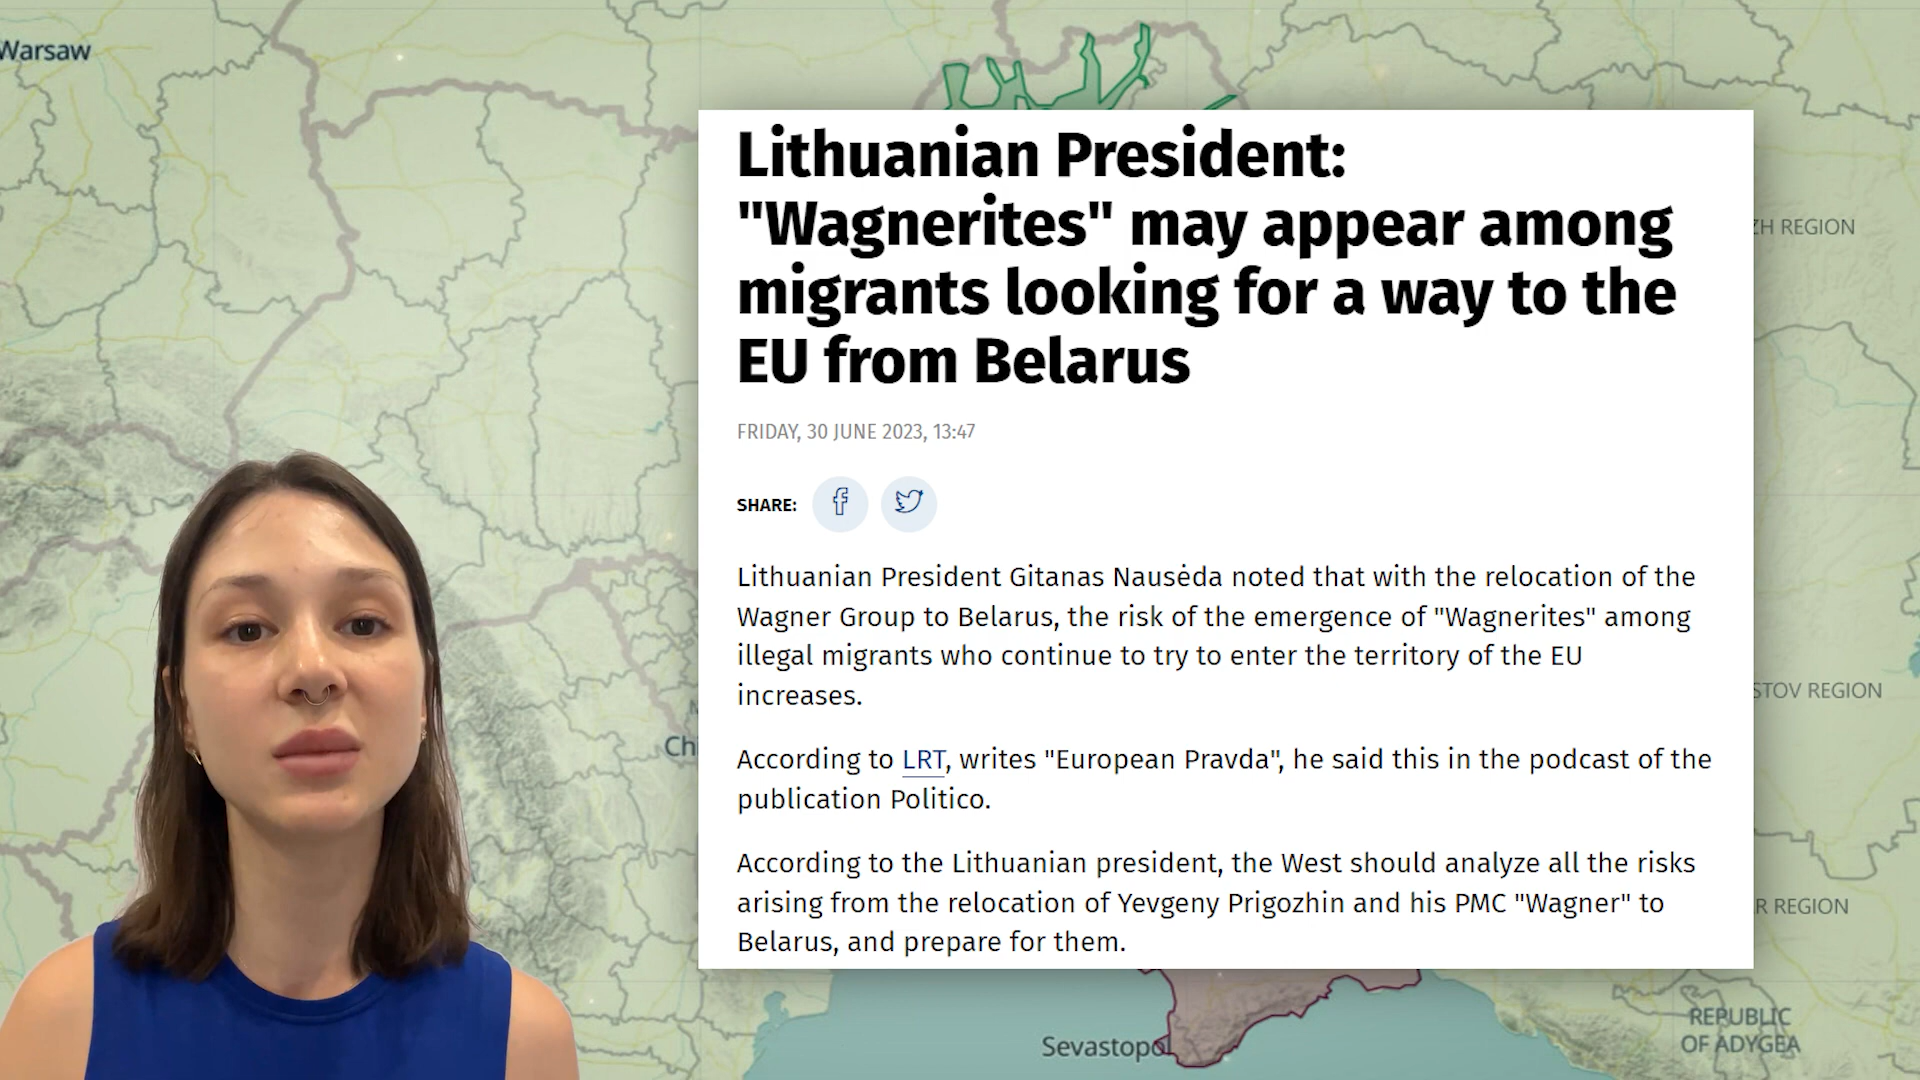 Warsaw
Lithuanian President:
"Wagnerites" may appear among
migrants looking for a way to the
EU from Belarus
FRIDAY, 30 JUNE 2023, 13:47
SHARE:
Lithuanian President Gitanas Nausėda noted that with the relocation of the
Wagner Group to Belarus, the risk of the emergence of "Wagnerites" among
illegal migrants who continue to try to enter the territory of the EU
increases.
According to LRT, writes "European Pravda", he said this in the podcast of the
publication Politico.
According to the Lithuanian president, the West should analyze all the risks
arising from the relocation of Yevgeny Prigozhin and his PMC "Wagner" to
Belarus, and prepare for them.
ZH REGION
STOV REGION
R REGION
Chi
Sevastopol
REPUBLIC
OF ADYGEA